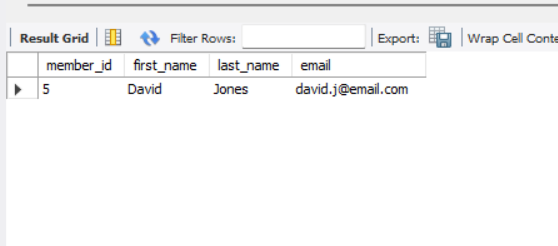 Result Grid Filter Rows: Export: Wrap Cell Conte
member_id first_name last_name email
5 David Jones david.j@email.com